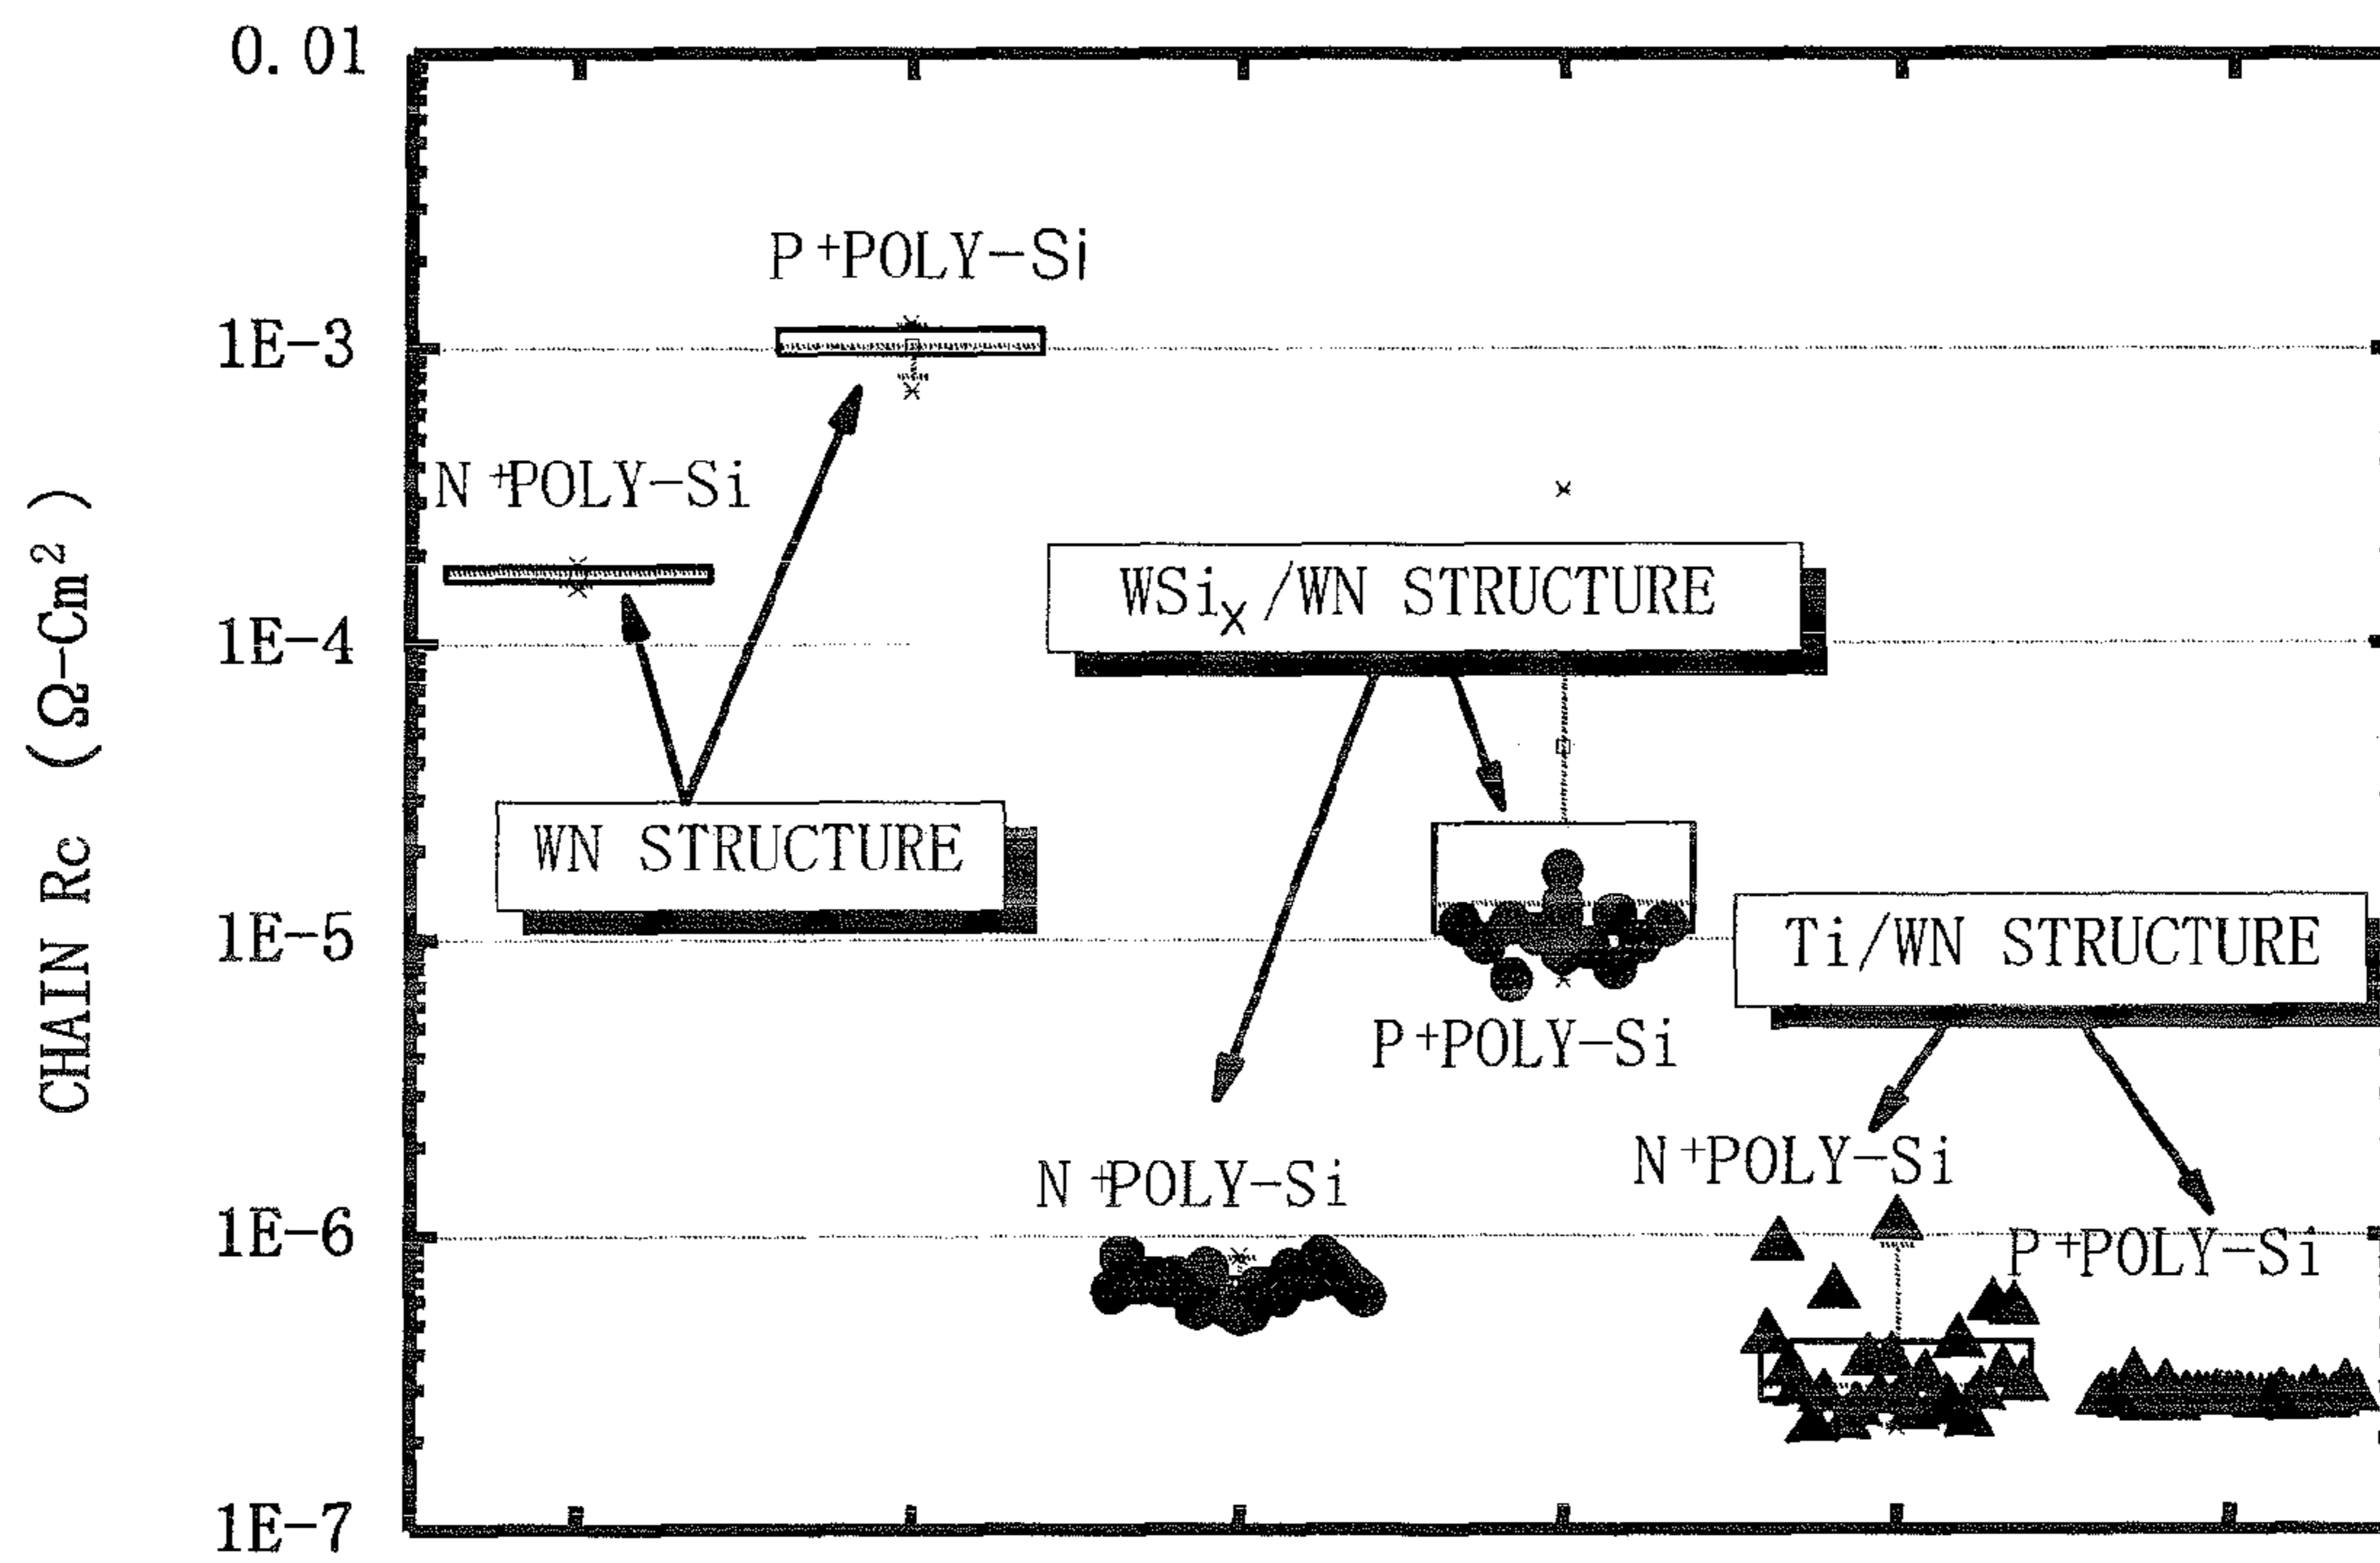 0.01
P+POLY-Si
1E-3
N+POLY-Si
WSiX/WN STRUCTURE
1E-4
CHAIN Rc (Ω-Cm²)
WN STRUCTURE
1E-5
Ti/WN STRUCTURE
P+POLY-Si
N+POLY-Si
N+POLY-Si
1E-6
P+POLY-Si
1E-7